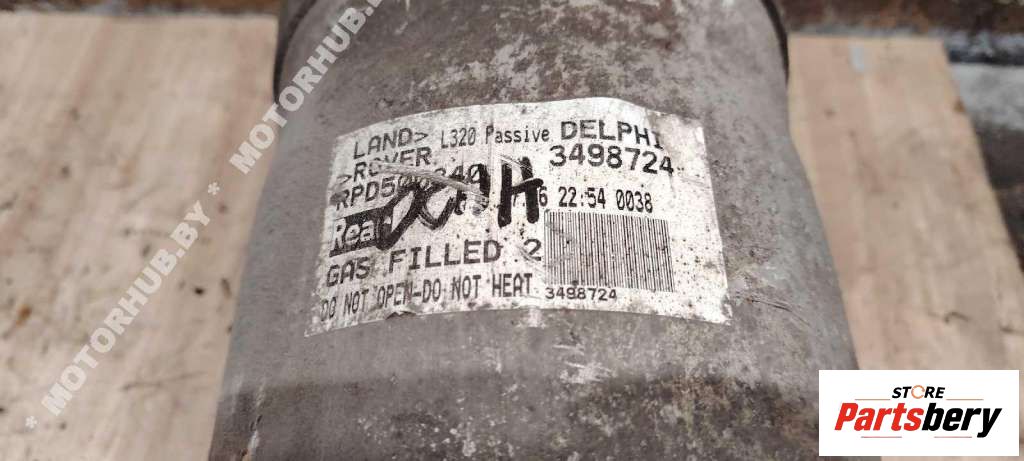 LAND> L320 Passive DELPHI
>ROVER 3498724
22:54 0038
Rear
GAS FILLED 2
DO NOT OPEN-DO NOT HEAT 3498724
* MOTORHUB.BY * MOTORHUB.BY *
STORE
Partsbery